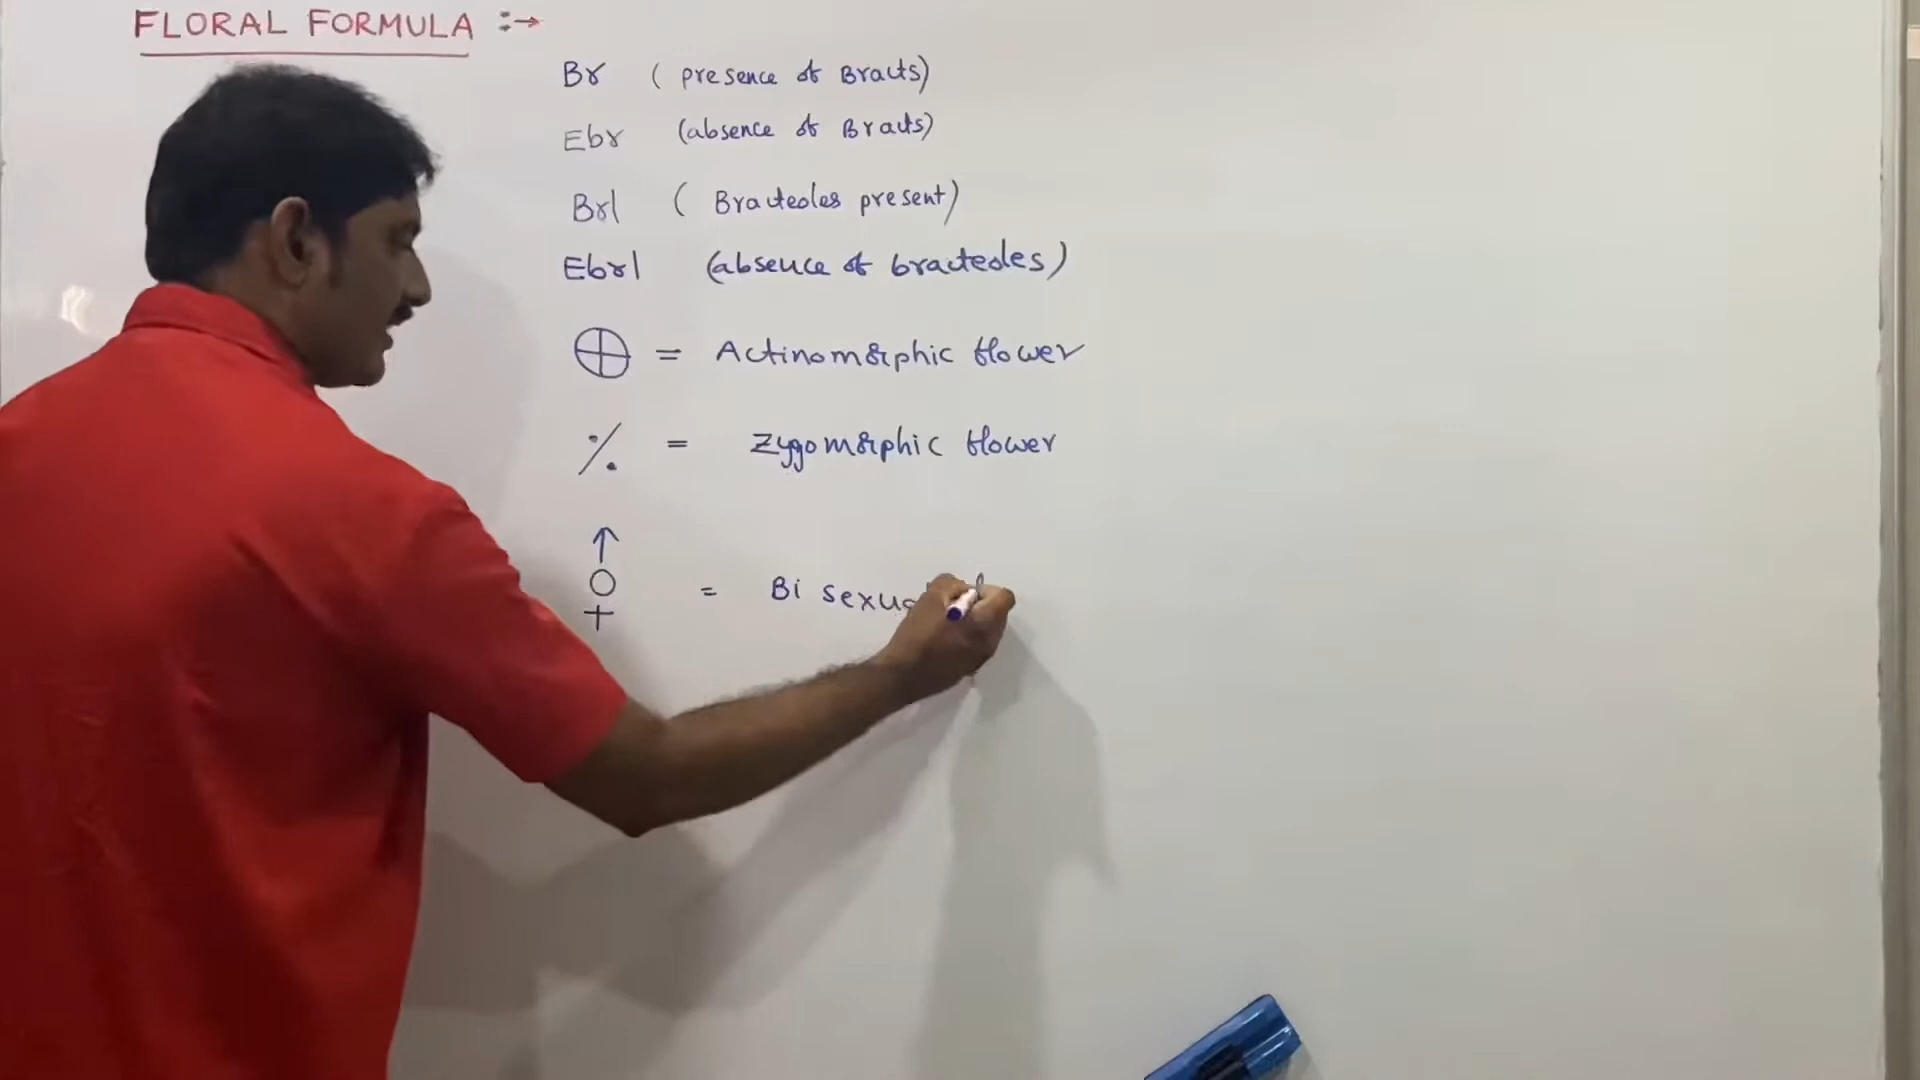 FLORAL FORMULA :→
Br ( presence of Bracts)
Ebr (absence of Bracts)
Brl ( Bracteoles present)
Ebrl (absence of bracteoles)
⊕ = Actinomorphic flower
% = Zygomorphic flower
⚥ = Bi sexua